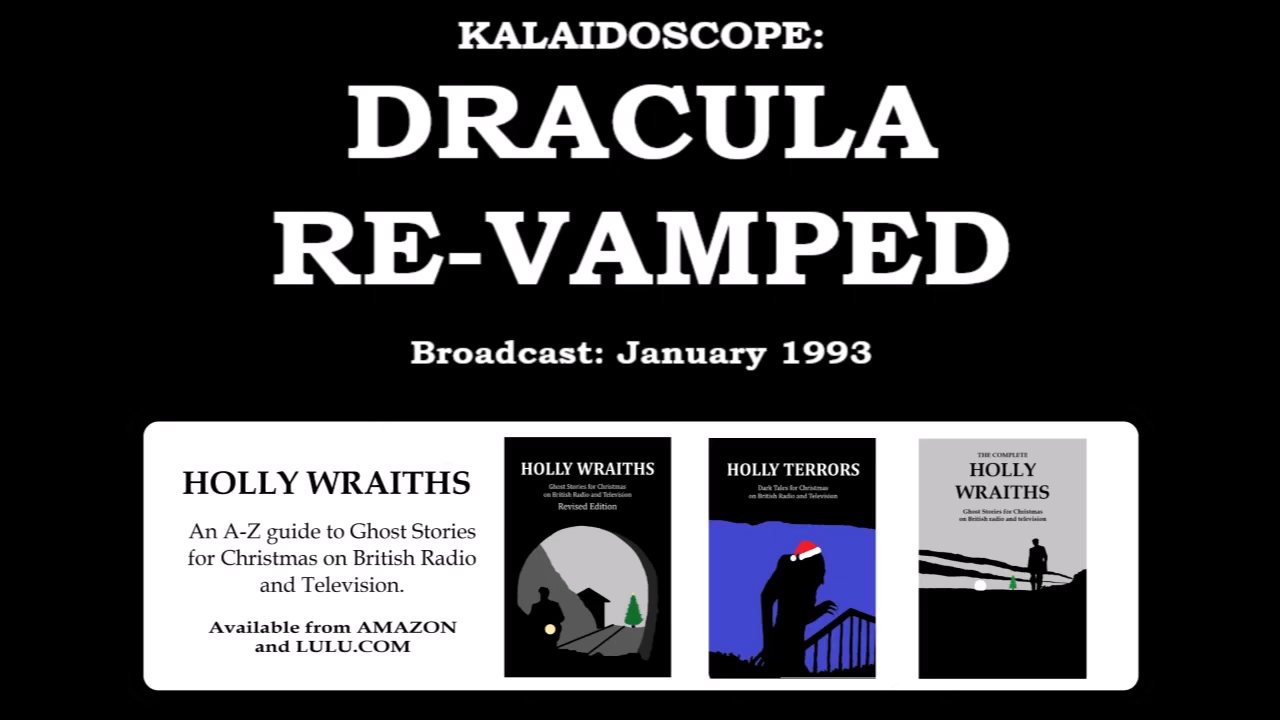 KALAIDOSCOPE:
DRACULA
RE-VAMPED
Broadcast: January 1993
HOLLY WRAITHS
An A-Z guide to Ghost Stories
for Christmas on British Radio
and Television.
Available from AMAZON
and LULU.COM
HOLLY WRAITHS
Ghost Stories for Christmas
on British Radio and Television
Revised Edition
HOLLY TERRORS
Dark Tales for Christmas
on British Radio and Television
THE COMPLETE
HOLLY
WRAITHS
Ghost Stories for Christmas
on British radio and television